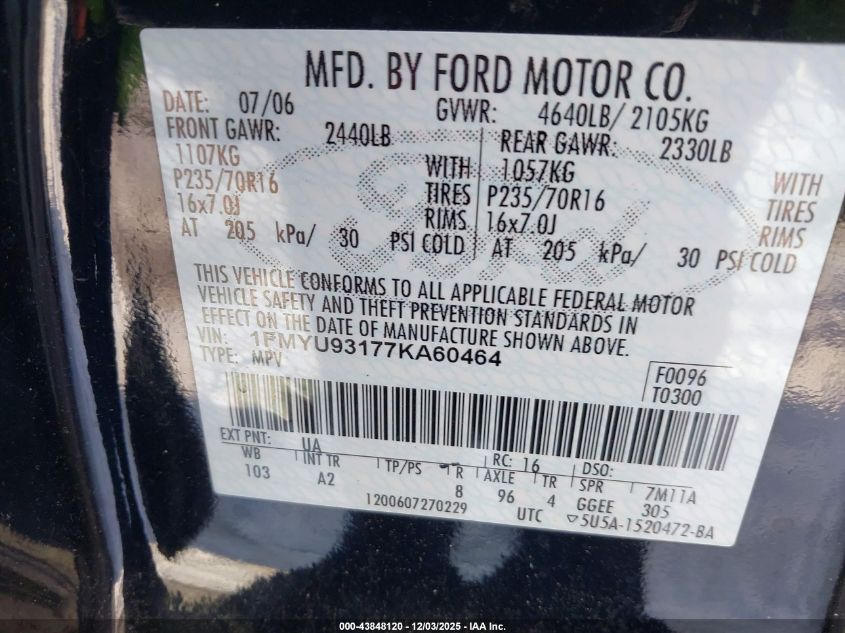 MFD. BY FORD MOTOR CO.
DATE: 07/06 GVWR: 4640LB/ 2105KG
FRONT GAWR: 2440LB REAR GAWR: 2330LB
1107KG WITH 1057KG WITH
P235/70R16 TIRES P235/70R16 TIRES
16x7.0J RIMS 16x7.0J RIMS
AT 205 kPa/ 30 PSI COLD AT 205 kPa/ 30 PSI COLD
THIS VEHICLE CONFORMS TO ALL APPLICABLE FEDERAL MOTOR
VEHICLE SAFETY AND THEFT PREVENTION STANDARDS IN
EFFECT ON THE DATE OF MANUFACTURE SHOWN ABOVE.
VIN: 1FMYU93177KA60464
TYPE: MPV
F0096
T0300
EXT PNT: UA RC: 16 DSO:
WB INT TR TP/PS R AXLE TR SPR 7M11A
103 A2 8 96 4 GGEE 305
1200607270229 UTC ▽5U5A-1520472-BA
Ford
000-43848120 - 12/03/2025 - IAA Inc.